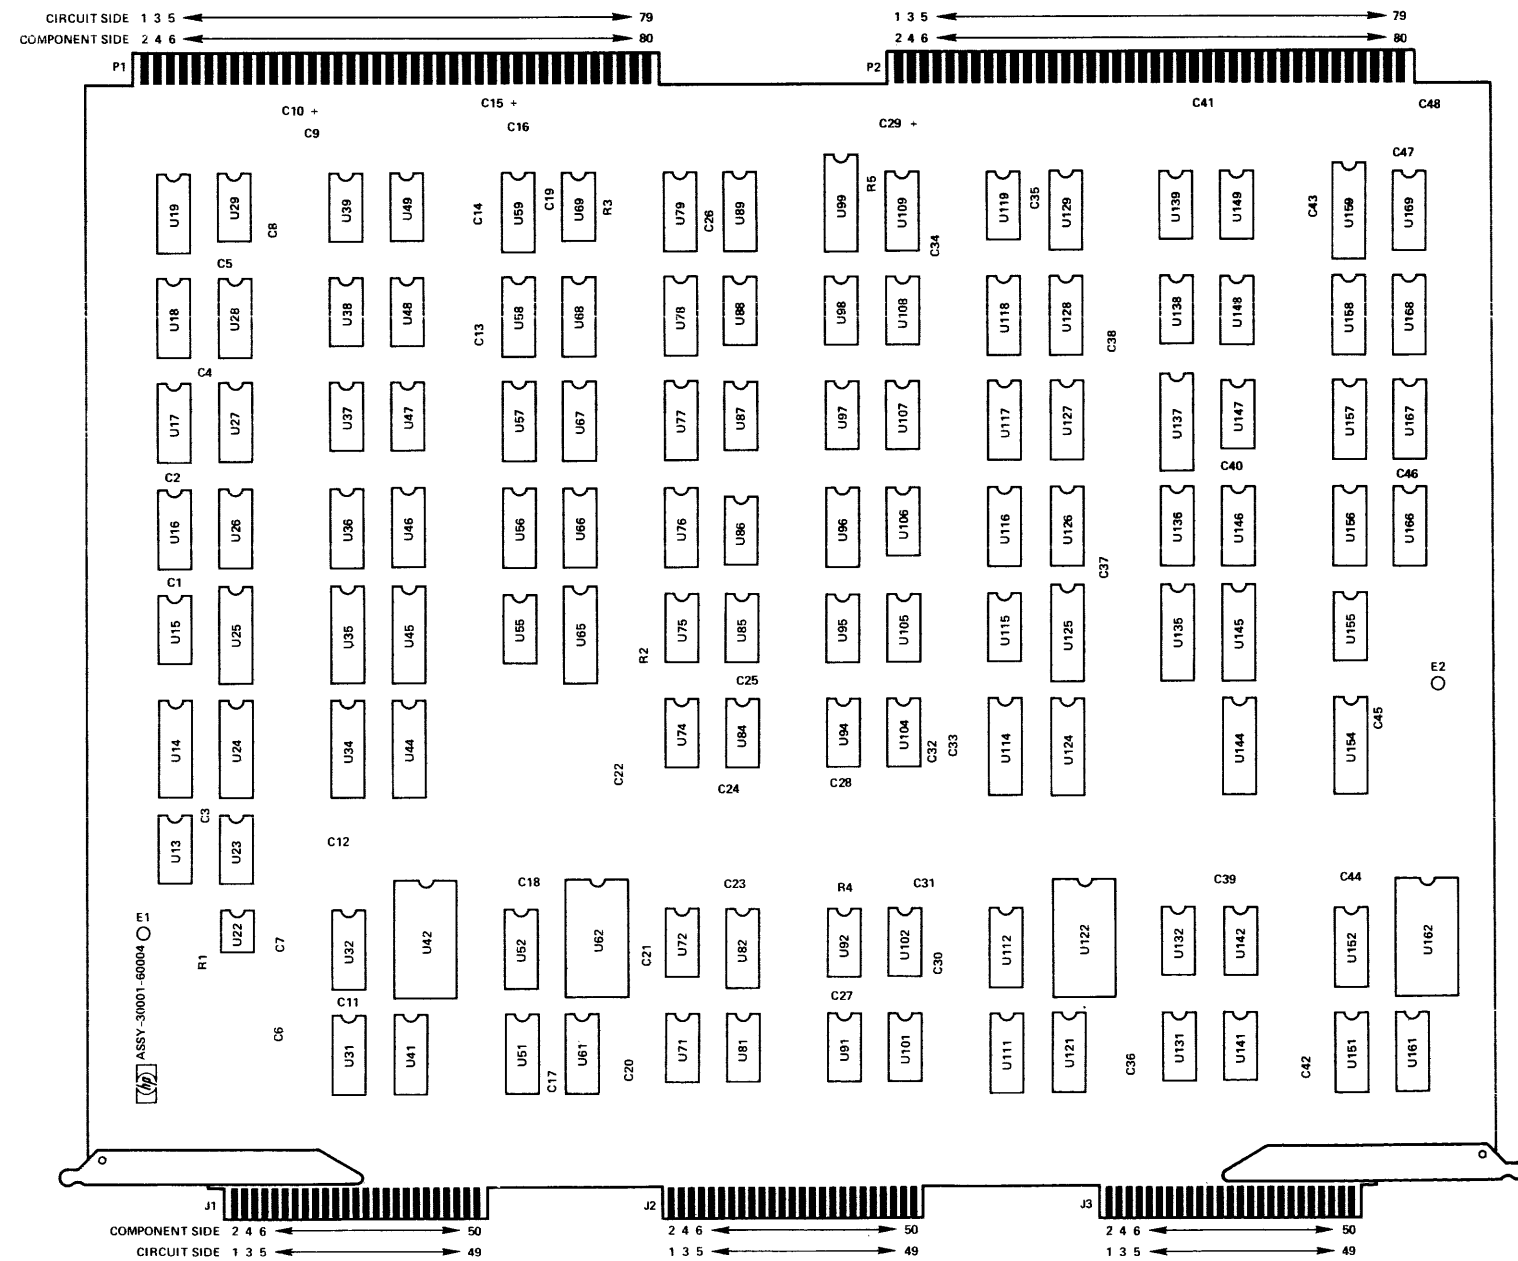 CIRCUIT SIDE 1 3 5 79 1 3 5 79
COMPONENT SIDE 2 4 6 80 2 4 6 80
P1 P2
C10 + C15 + C41 C48
C9 C16 C29 +
C47
U19 U29 C8 U39 U49 C14 U59 C19 U69 R3 U79 C26 U89 U99 R5 U109 C34 U119 C35 U129 U139 U149 C43 U159 U169
C5
U18 U28 U38 U48 C13 U58 U68 U78 U88 U98 U108 U118 U128 C38 U138 U148 U158 U168
C4
U17 U27 U37 U47 U57 U67 U77 U87 U97 U107 U117 U127 U137 U147 U157 U167
C2 C40 C46
U16 U26 U36 U46 U56 U66 U76 U86 U96 U106 U116 U126 C37 U136 U146 U156 U166
C1
U15 U25 U35 U45 U55 U65 R2 U75 U85 U95 U105 U115 U125 U135 U145 U155
C25 E2
U14 U24 U34 U44 C22 U74 U84 U94 U104 C32 C33 U114 U124 U144 U154 C45
C24 C28
C3
U13 U23 C12
C18 C23 R4 C31 C39 C44
E1
R1 U22 C7 U32 U42 U52 U62 C21 U72 U82 U92 U102 C30 U112 U122 U132 U142 U152 U162
C11 C27
ASSY-30001-60004
C6 U31 U41 U51 C17 U61 C20 U71 U81 U91 U101 U111 U121 C36 U131 U141 C42 U151 U161
hp
J1 J2 J3
COMPONENT SIDE 2 4 6 50 2 4 6 50 2 4 6 50
CIRCUIT SIDE 1 3 5 49 1 3 5 49 1 3 5 49